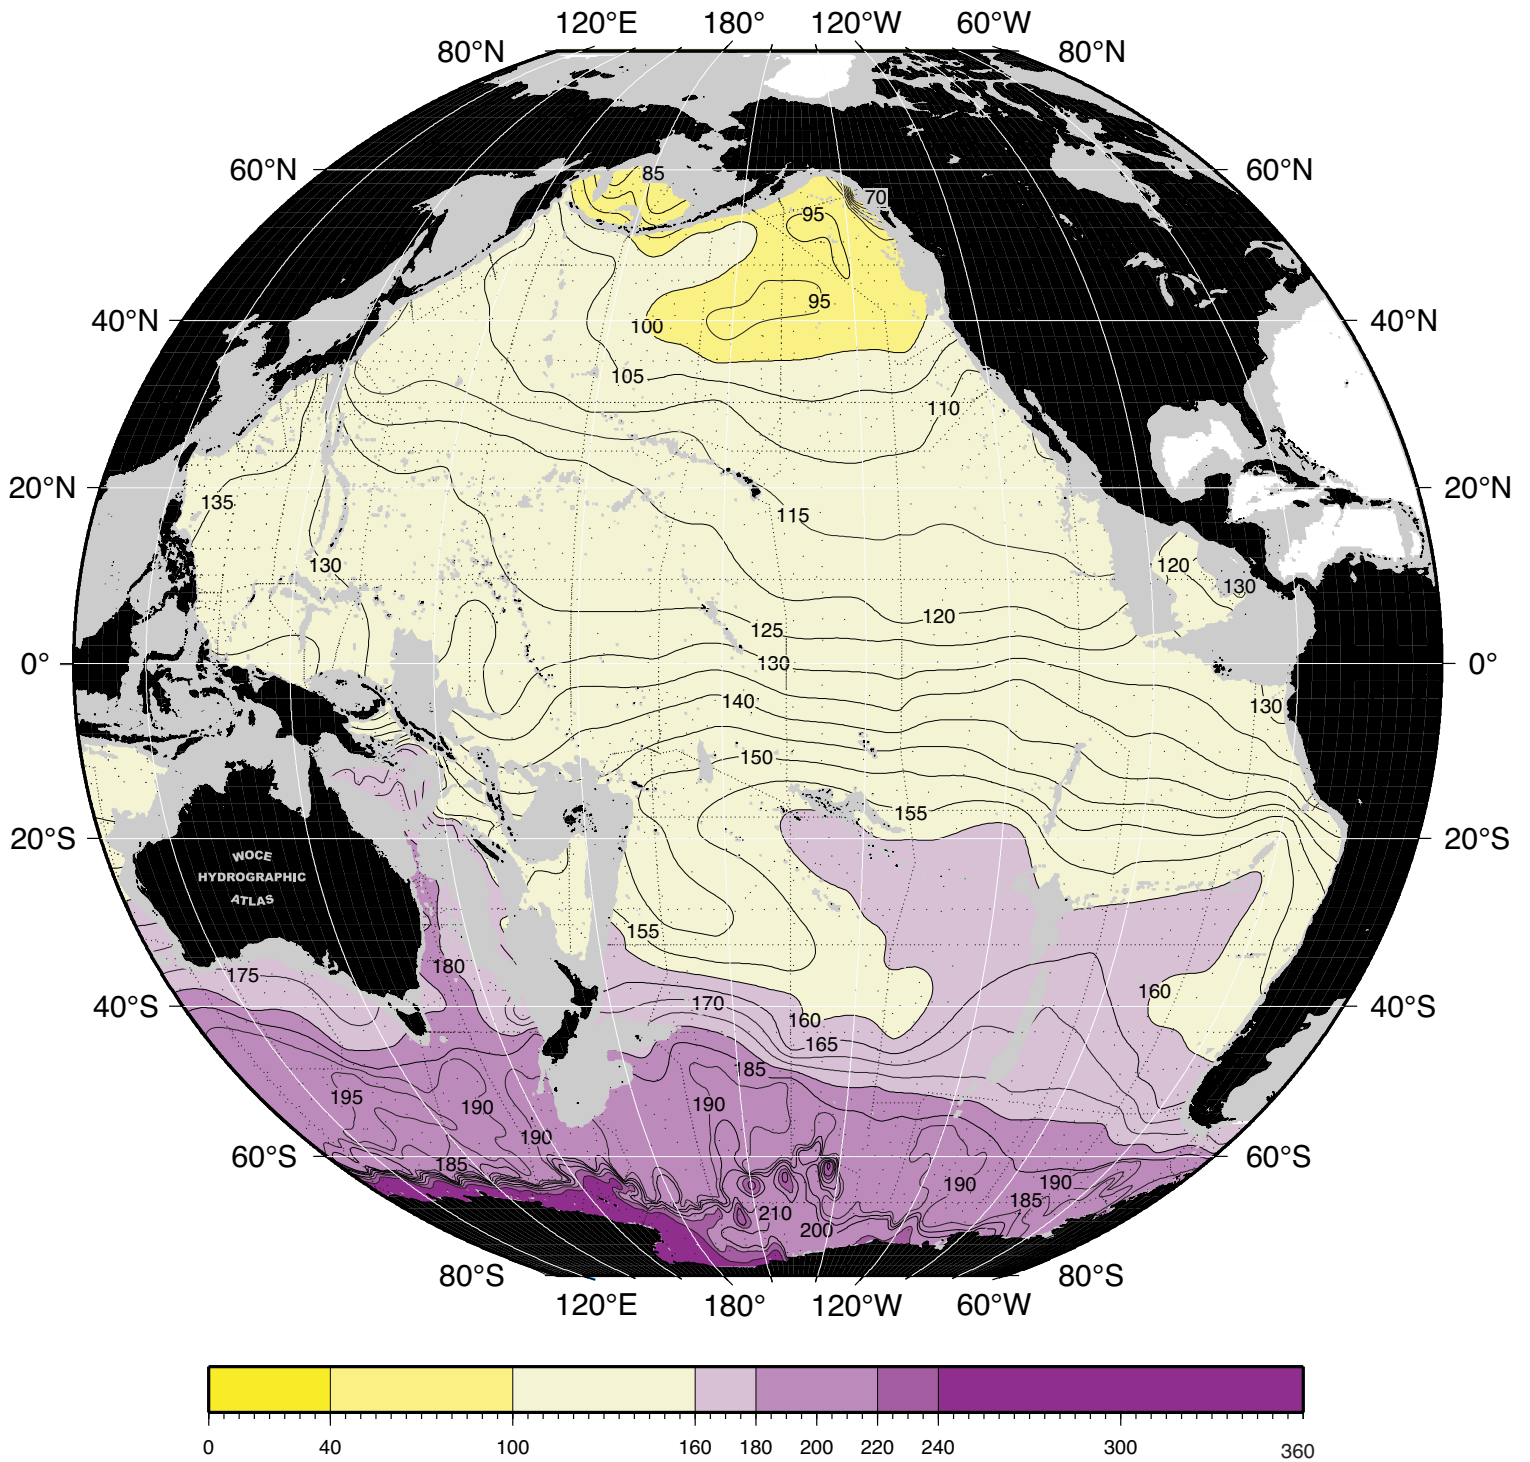 120°E 180° 120°W 60°W
80°N 80°N
60°N 60°N
85
70
95
95
40°N 40°N
100
105
110
20°N 20°N
135
115
130
120
130
120
125
0° 130 0°
140
130
150
155
20°S 20°S
WOCE
HYDROGRAPHIC
ATLAS
155
180
175
160
40°S 170 40°S
160
165
185
195
190
190
190
60°S 60°S
185
190
190
185
210
200
80°S 80°S
120°E 180° 120°W 60°W
0 40 100 160 180 200 220 240 300 360